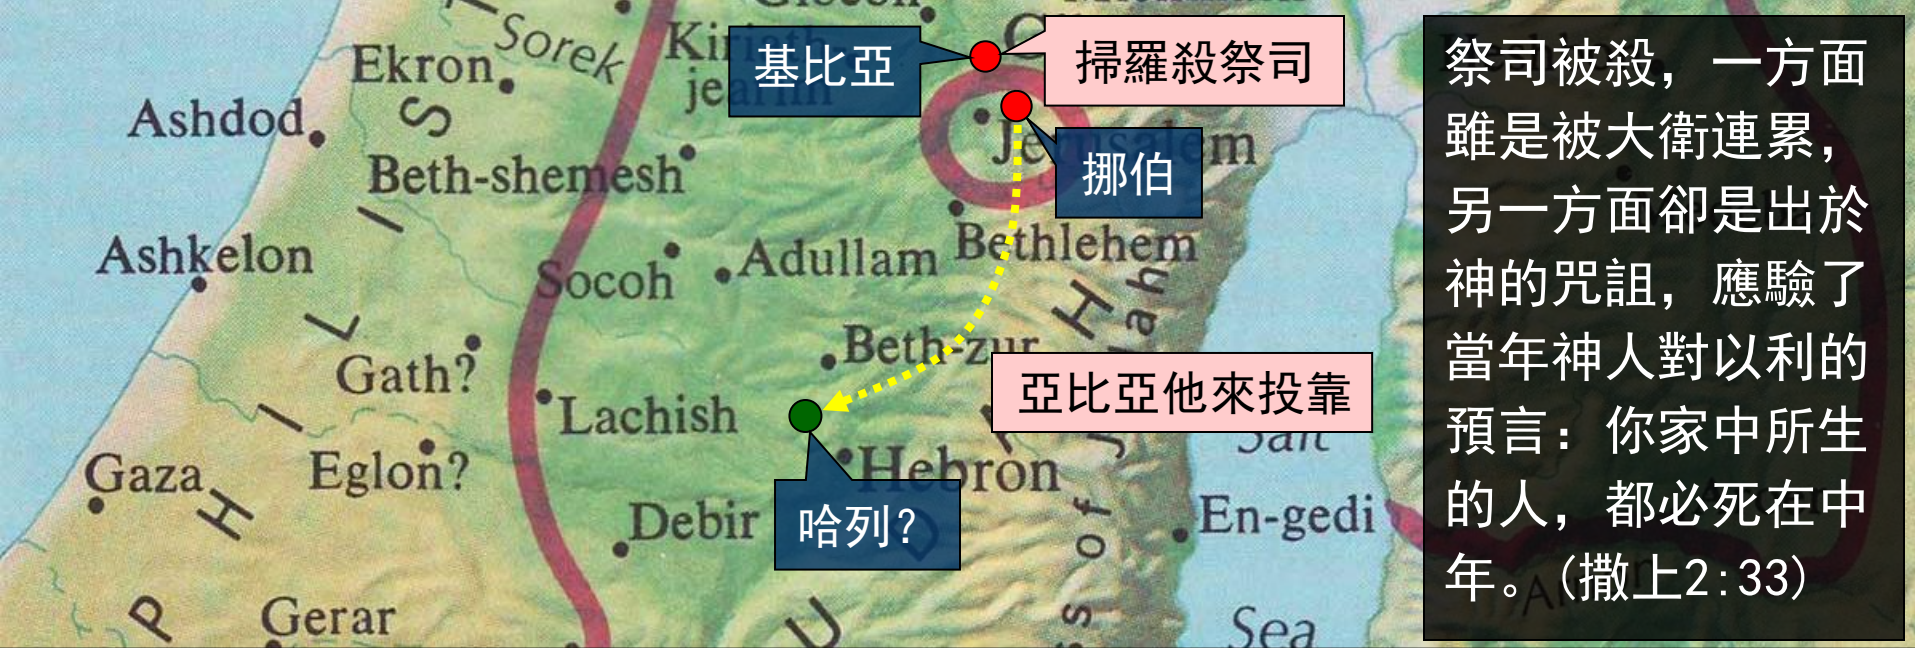 Sorek
Ekron
Ashdod
Beth-shemesh
Ashkelon
Socoh
Adullam
Bethlehem
Gath?
Beth-zur
Lachish
Gaza
Eglon?
Hebron
Debir
En-gedi
Gerar
Salt
Sea
Jerusalem
P H I L I S
U
H
of
基比亞
掃羅殺祭司
挪伯
亞比亞他來投靠
哈列?
祭司被殺，一方面
雖是被大衛連累，
另一方面卻是出於
神的咒詛，應驗了
當年神人對以利的
預言：你家中所生
的人，都必死在中
年。(撒上2:33)